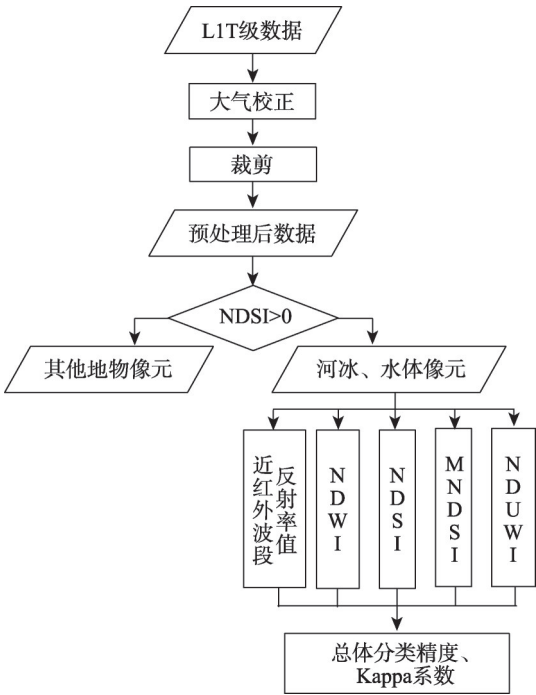 L1T级数据
大气校正
裁剪
预处理后数据
NDSI>0
其他地物像元
河冰、水体像元
近红外波段
反射率值
NDWI
NDSI
MNDSI
NDUWI
总体分类精度、
Kappa系数